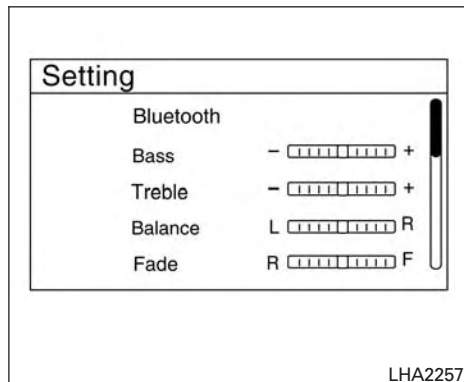 Setting
Bluetooth
Bass - +
Treble - +
Balance L R
Fade R F
LHA2257